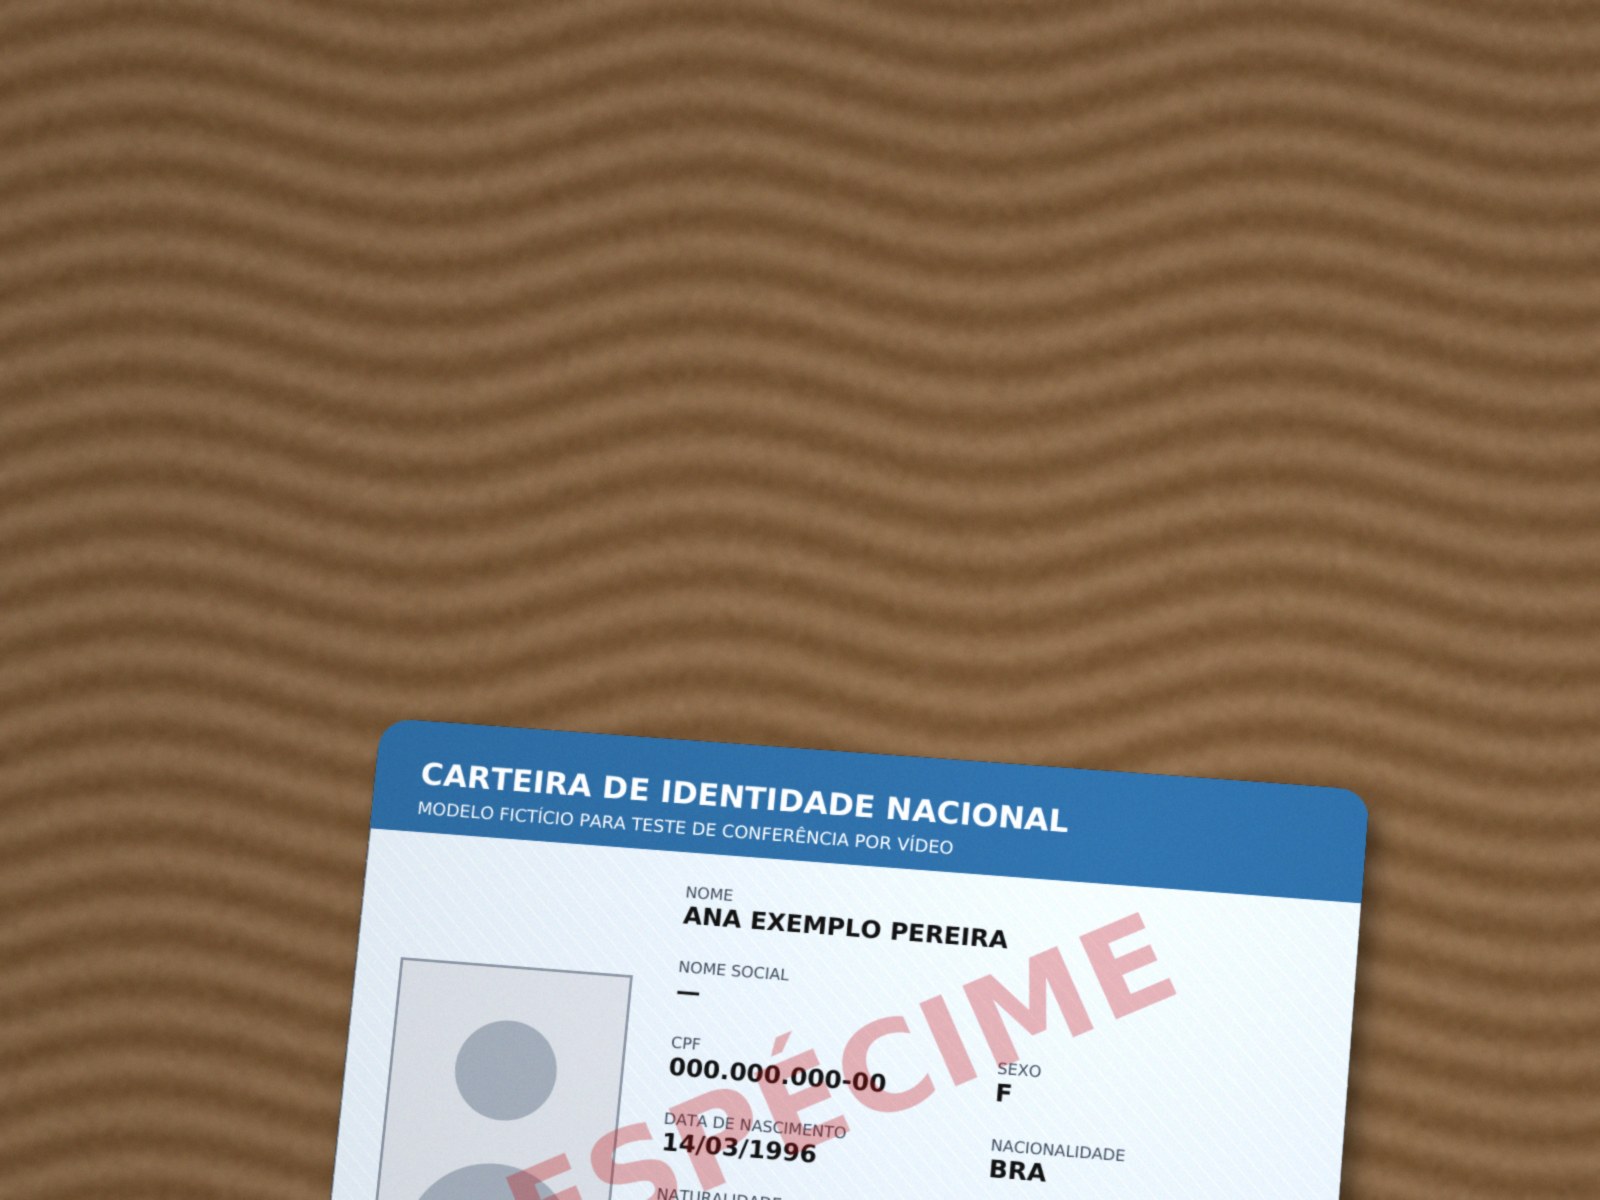 CARTEIRA DE IDENTIDADE NACIONAL
MODELO FICTÍCIO PARA TESTE DE CONFERÊNCIA POR VÍDEO
NOME
ANA EXEMPLO PEREIRA
NOME SOCIAL
—
CPF
000.000.000-00
SEXO
F
DATA DE NASCIMENTO
14/03/1996
NACIONALIDADE
BRA
NATURALIDADE
ESPÉCIME